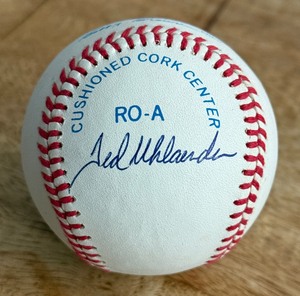 CUSHIONED CORK CENTER
RO-A
Ted Uhlaender